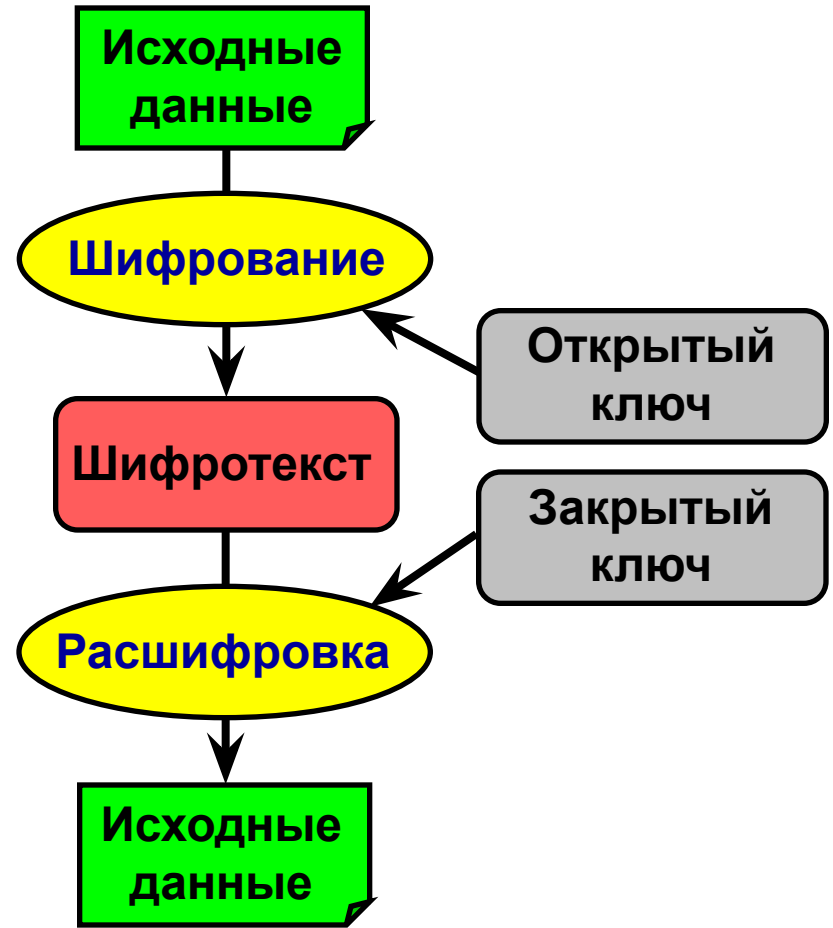 Исходные
данные
Шифрование
Открытый
ключ
Шифротекст
Закрытый
ключ
Расшифровка
Исходные
данные